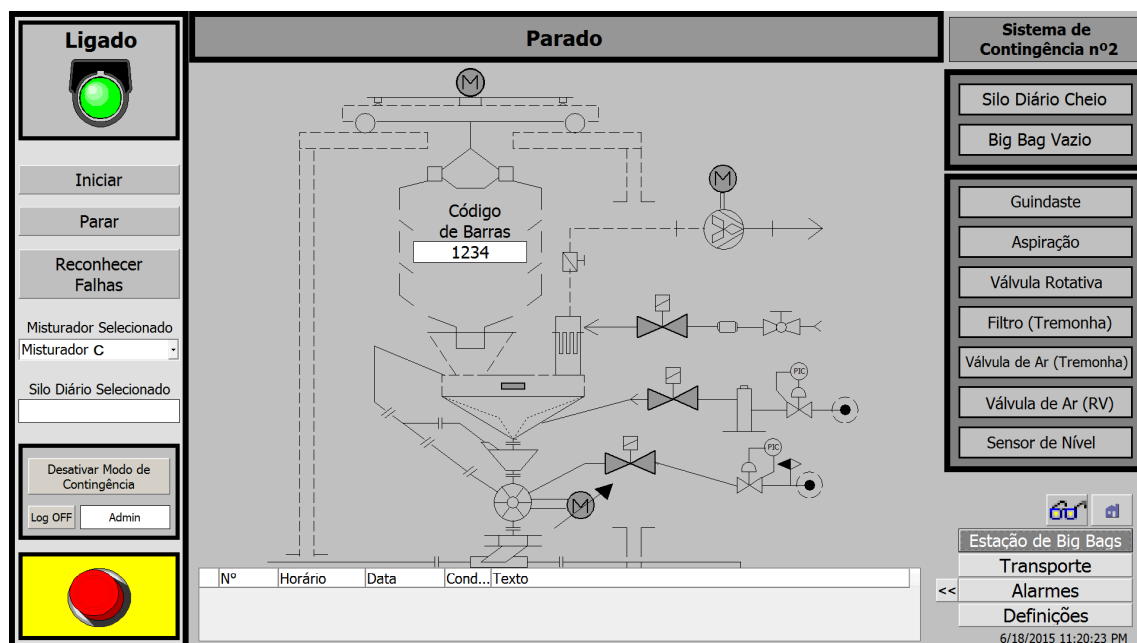 Ligado
Parado
Sistema de
Contingência nº2
Iniciar
Parar
Reconhecer
Falhas
Misturador Selecionado
Misturador C
Silo Diário Selecionado
Desativar Modo de
Contingência
Log OFF
Admin
M
Código
de Barras
1234
M
PIC
PIC
M
Nº
Horário
Data
Cond...
Texto
Silo Diário Cheio
Big Bag Vazio
Guindaste
Aspiração
Válvula Rotativa
Filtro (Tremonha)
Válvula de Ar (Tremonha)
Válvula de Ar (RV)
Sensor de Nível
Estação de Big Bags
Transporte
<<
Alarmes
Definições
6/18/2015 11:20:23 PM